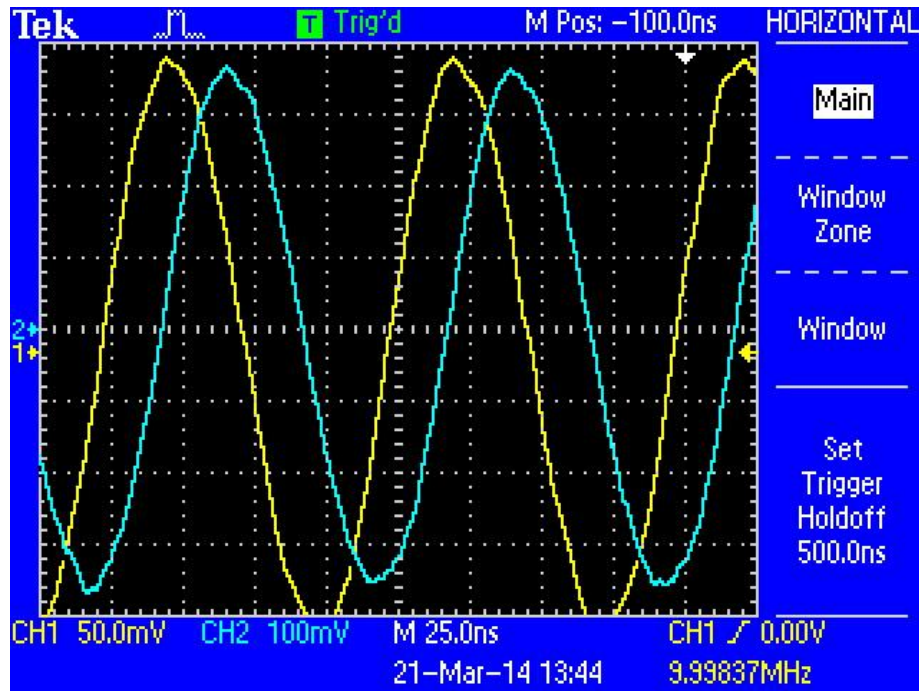 Tek T Trig'd M Pos: −100.0ns HORIZONTAL
Main
Window
Zone
Window
2
1
Set
Trigger
Holdoff
500.0ns
CH1 50.0mV CH2 100mV M 25.0ns CH1 0.00V
21−Mar−14 13:44 9.99837MHz